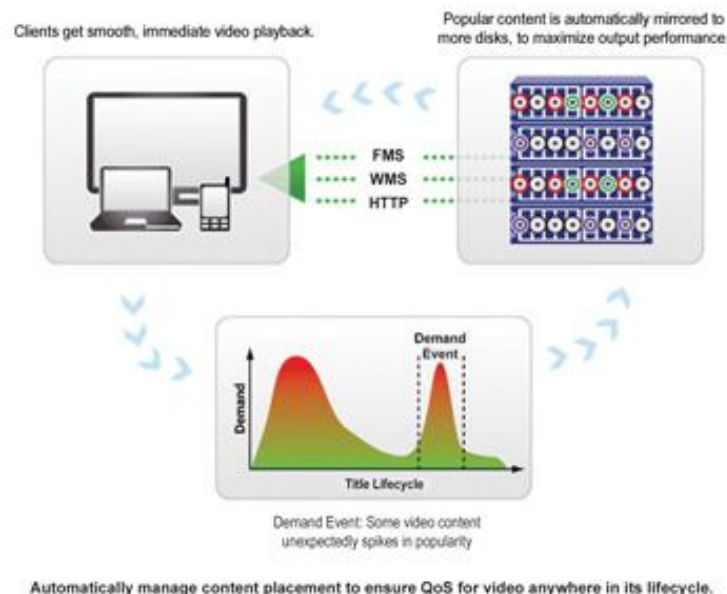 Clients get smooth, immediate video playback.
Popular content is automatically mirrored to
more disks, to maximize output performance
FMS
WMS
HTTP
Demand
Event
Demand
Title Lifecycle
Demand Event: Some video content
unexpectedly spikes in popularity
Automatically manage content placement to ensure QoS for video anywhere in its lifecycle.